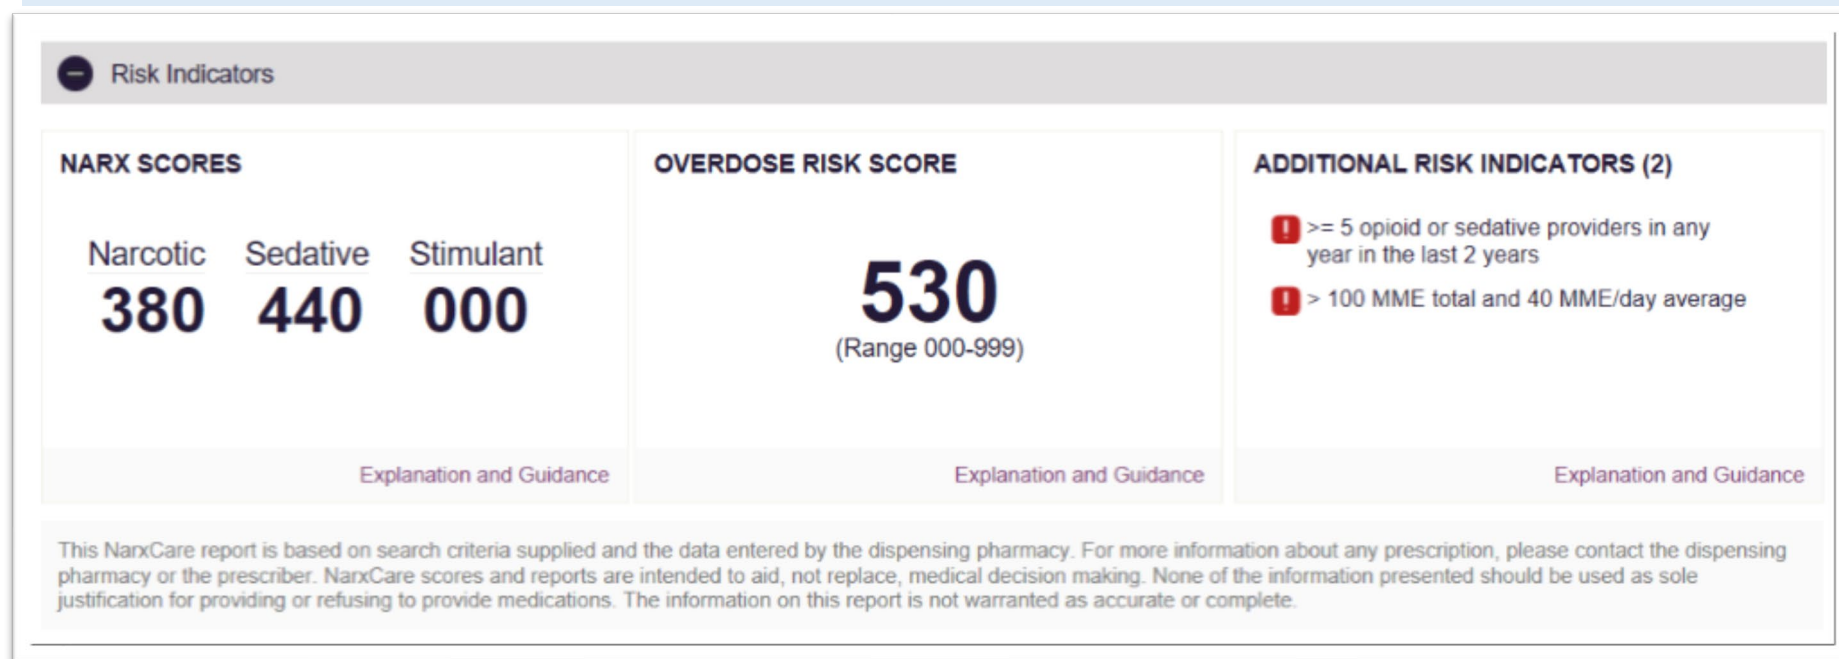 Risk Indicators
NARX SCORES
Narcotic Sedative Stimulant
380 440 000
Explanation and Guidance
OVERDOSE RISK SCORE
530
(Range 000-999)
Explanation and Guidance
ADDITIONAL RISK INDICATORS (2)
>= 5 opioid or sedative providers in any
year in the last 2 years
> 100 MME total and 40 MME/day average
Explanation and Guidance
This NarxCare report is based on search criteria supplied and the data entered by the dispensing pharmacy. For more information about any prescription, please contact the dispensing
pharmacy or the prescriber. NarxCare scores and reports are intended to aid, not replace, medical decision making. None of the information presented should be used as sole
justification for providing or refusing to provide medications. The information on this report is not warranted as accurate or complete.